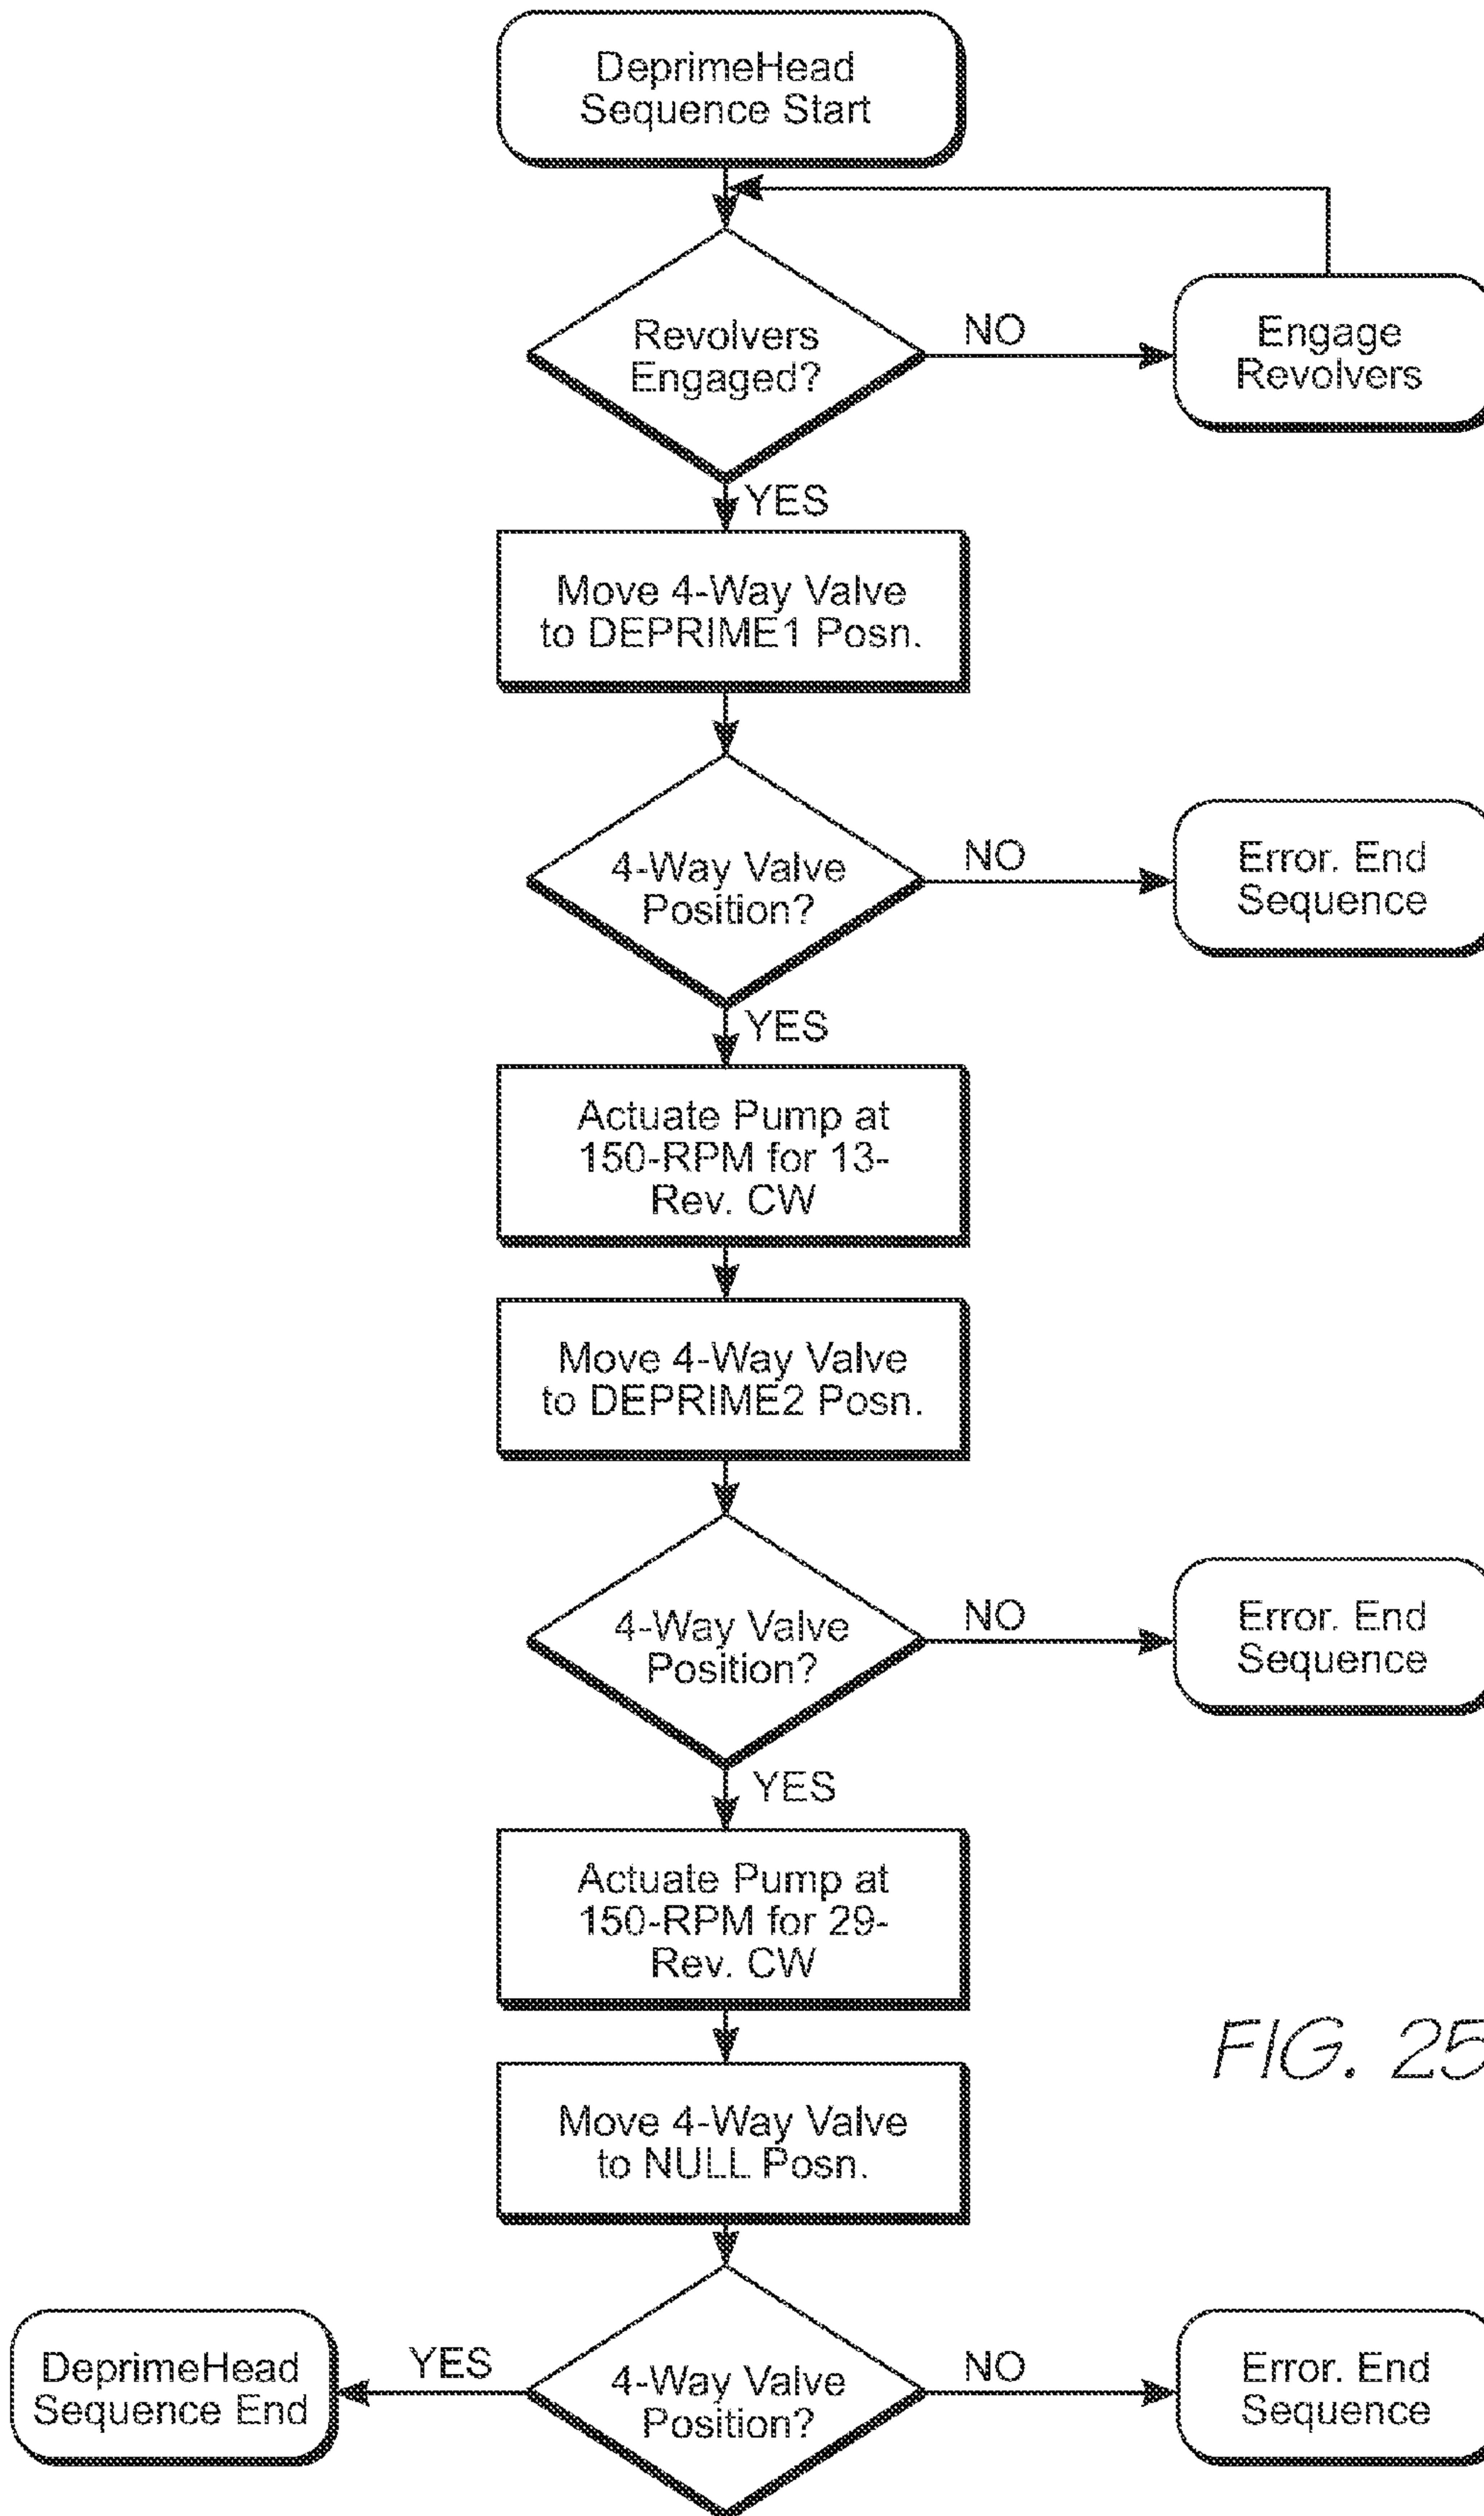 DeprimeHead
Sequence Start
Revolvers
Engaged?
NO
Engage
Revolvers
YES
Move 4-Way Valve
to DEPRIME1 Posn.
4-Way Valve
Position?
NO
Error. End
Sequence
YES
Actuate Pump at
150-RPM for 13-
Rev. CW
Move 4-Way Valve
to DEPRIME2 Posn.
4-Way Valve
Position?
NO
Error. End
Sequence
YES
Actuate Pump at
150-RPM for 29-
Rev. CW
FIG. 25
Move 4-Way Valve
to NULL Posn.
DeprimeHead
Sequence End
YES
4-Way Valve
Position?
NO
Error. End
Sequence